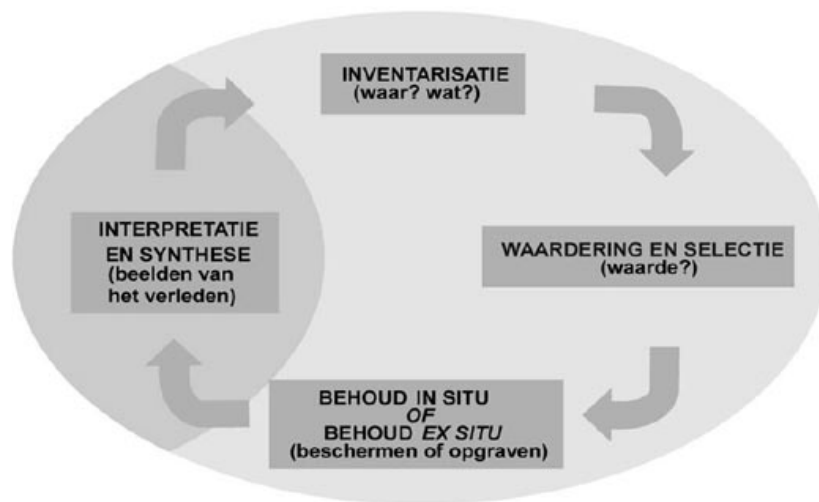 INVENTARISATIE
(waar? wat?)
WAARDERING EN SELECTIE
(waarde?)
BEHOUD IN SITU
OF
BEHOUD EX SITU
(beschermen of opgraven)
INTERPRETATIE
EN SYNTHESE
(beelden van
het verleden)